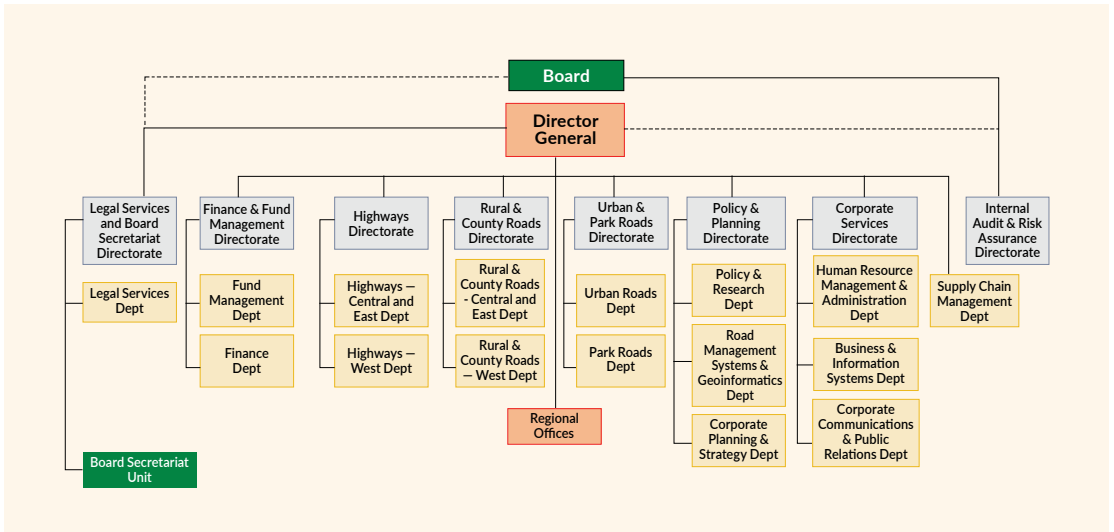 Board
Director
General
Legal Services
and Board
Secretariat
Directorate
Finance & Fund
Management
Directorate
Highways
Directorate
Rural &
County Roads
Directorate
Urban &
Park Roads
Directorate
Policy &
Planning
Directorate
Corporate
Services
Directorate
Internal
Audit & Risk
Assurance
Directorate
Legal Services
Dept
Fund
Management
Dept
Highways —
Central and
East Dept
Rural &
County Roads
- Central and
East Dept
Urban Roads
Dept
Policy &
Research
Dept
Human Resource
Management &
Administration
Dept
Supply Chain
Management
Dept
Finance
Dept
Highways —
West Dept
Rural &
County Roads
— West Dept
Park Roads
Dept
Road
Management
Systems &
Geoinformatics
Dept
Business &
Information
Systems Dept
Regional
Offices
Corporate
Planning &
Strategy Dept
Corporate
Communications
& Public
Relations Dept
Board Secretariat
Unit